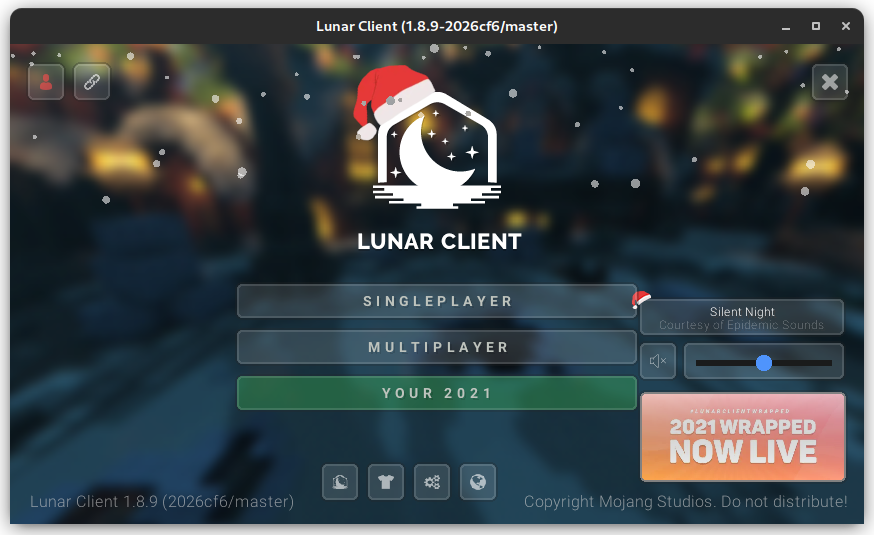 Lunar Client (1.8.9-2026cf6/master)
LUNAR CLIENT
SINGLEPLAYER
MULTIPLAYER
YOUR 2021
Silent Night
Courtesy of Epidemic Sounds
#LUNARCLIENTWRAPPED
2021 WRAPPED
NOW LIVE
Lunar Client 1.8.9 (2026cf6/master)
Copyright Mojang Studios. Do not distribute!